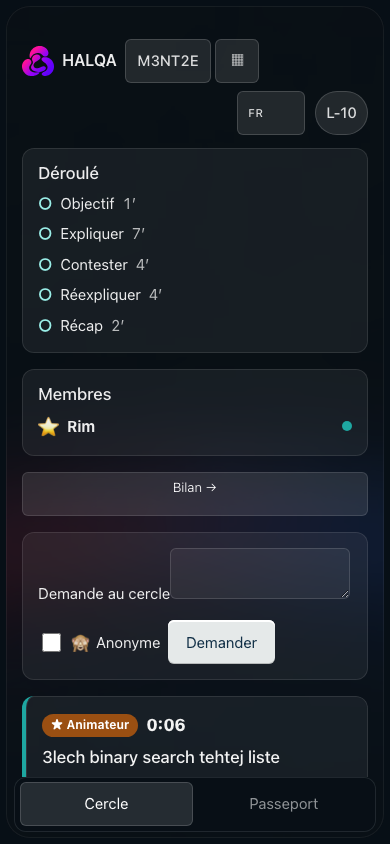 HALQA M3NT2E
FR L-10
Déroulé
Objectif 1′
Expliquer 7′
Contester 4′
Réexpliquer 4′
Récap 2′
Membres
Rim
Bilan →
Demande au cercle
Anonyme Demander
Animateur 0:06
3lech binary search tehtej liste
Cercle Passeport